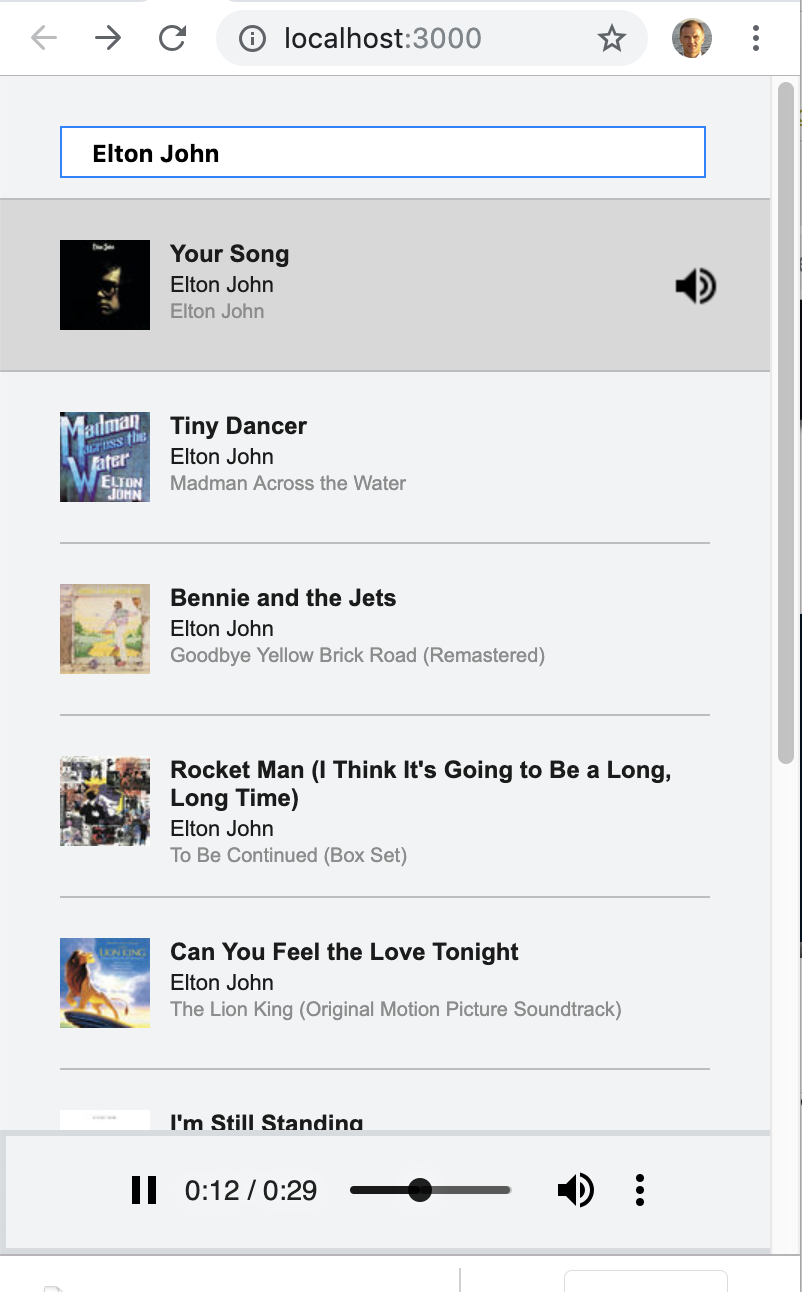 localhost:3000
Elton John
Your Song
Elton John
Elton John
Madman
across the
Water
ELTON
JOHN
Tiny Dancer
Elton John
Madman Across the Water
Bennie and the Jets
Elton John
Goodbye Yellow Brick Road (Remastered)
Rocket Man (I Think It's Going to Be a Long,
Long Time)
Elton John
To Be Continued (Box Set)
LION KING
Can You Feel the Love Tonight
Elton John
The Lion King (Original Motion Picture Soundtrack)
I'm Still Standing
0:12 / 0:29